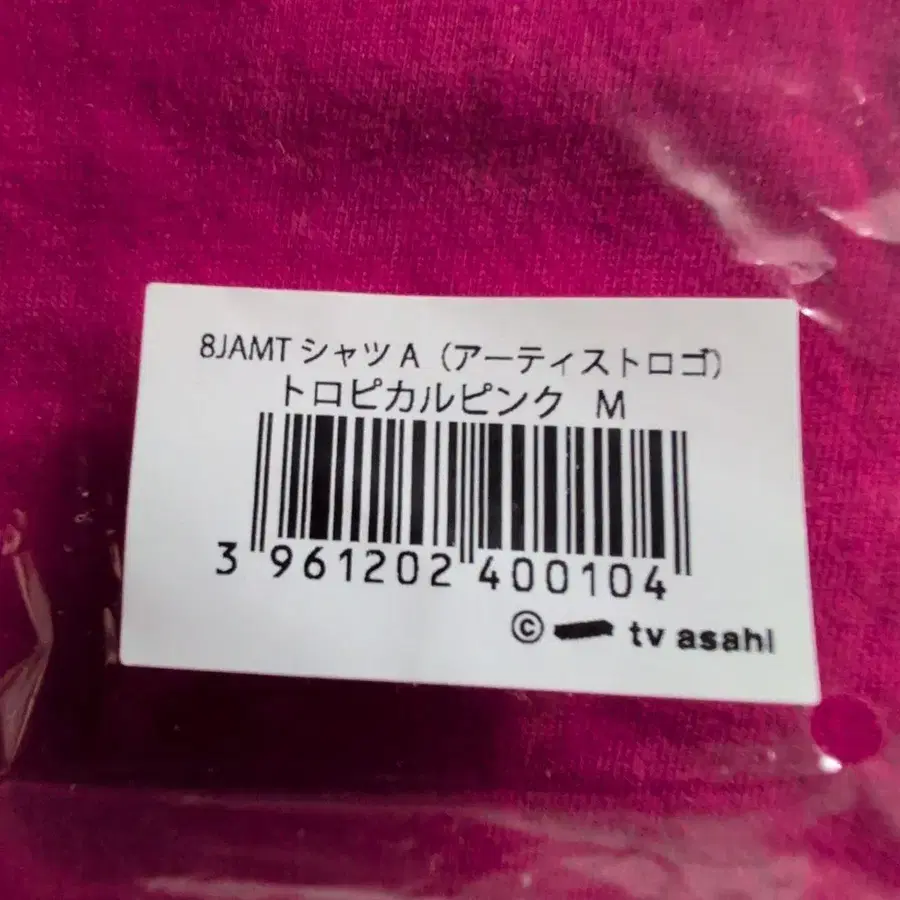 8JAMT シャツ A（アーティストロゴ）
トロピカルピンク M
3 961202 400104
© tv asahi